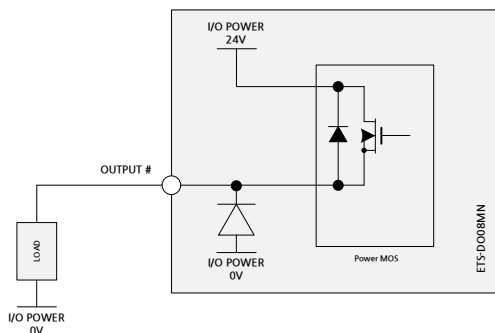 I/O POWER
24V
OUTPUT #
I/O POWER
0V
Power MOS
ETS-DO08MN
LOAD
I/O POWER
0V